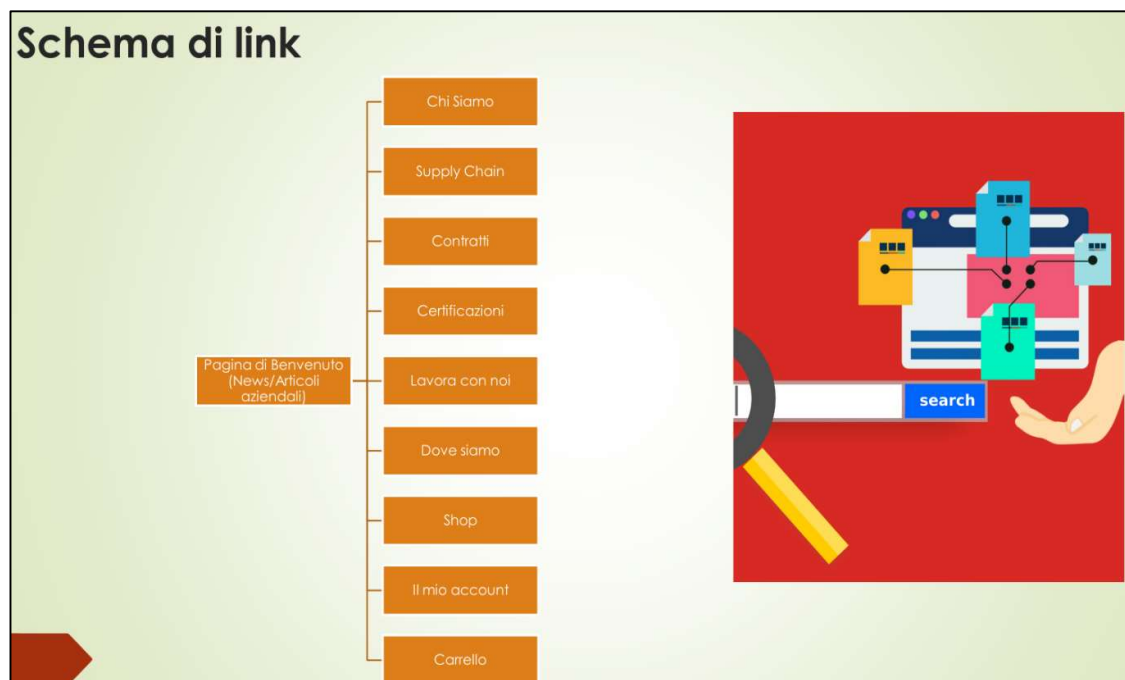 Schema di link
Chi Siamo
Supply Chain
Contratti
Certificazioni
Pagina di Benvenuto
(News/Articoli
aziendali)
Lavora con noi
Dove siamo
Shop
Il mio account
Carrello
search